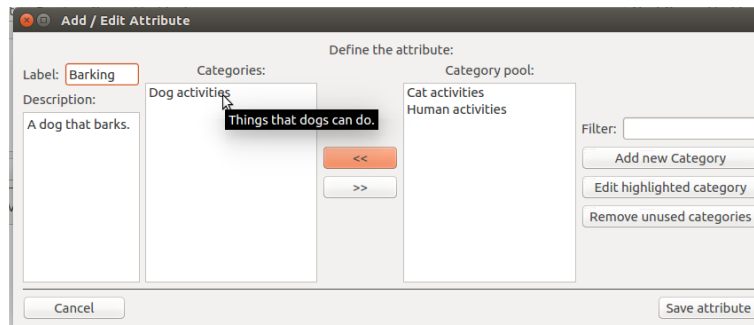 Add / Edit Attribute
Define the attribute:
Label: Barking
Categories:
Category pool:
Description:
A dog that barks.
Dog activities
Things that dogs can do.
<<
>>
Cat activities
Human activities
Filter:
Add new Category
Edit highlighted category
Remove unused categories
Cancel
Save attribute